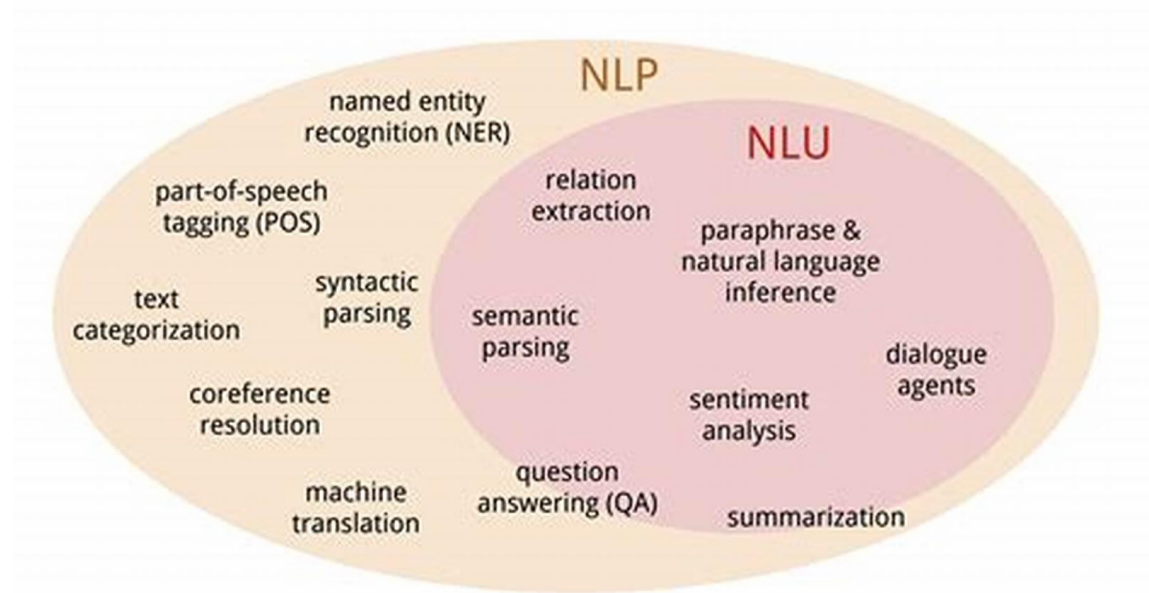 NLP
named entity
recognition (NER)
NLU
relation
extraction
part-of-speech
tagging (POS)
paraphrase &
natural language
inference
syntactic
parsing
text
categorization
semantic
parsing
dialogue
agents
coreference
resolution
sentiment
analysis
question
answering (QA)
machine
translation
summarization